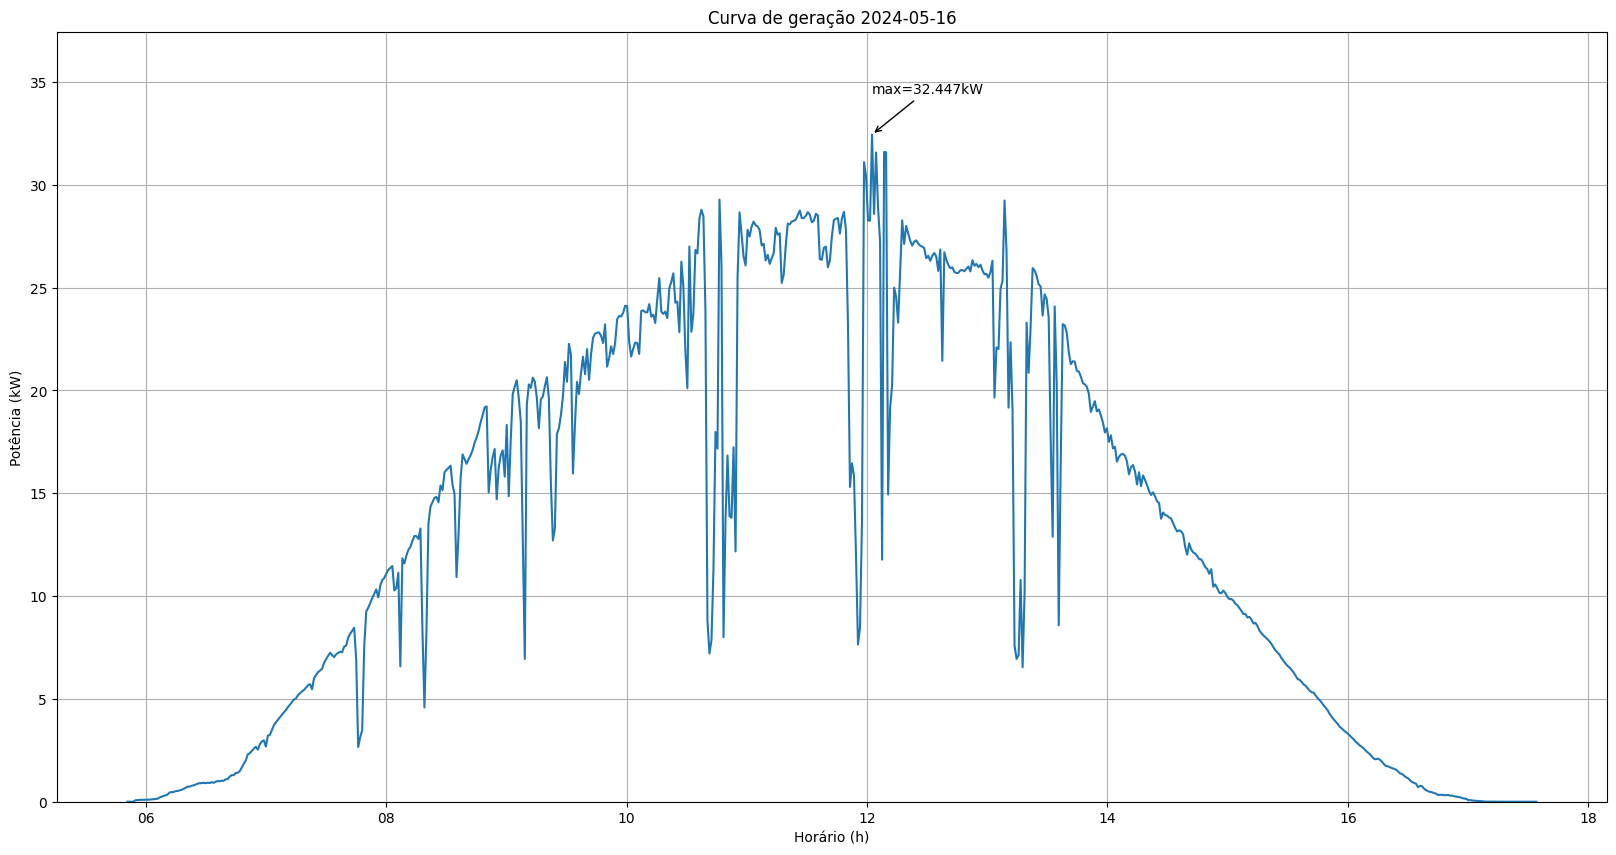 Curva de geração 2024-05-16
max=32.447kW
Potência (kW)
35
30
25
20
15
10
5
0
06 08 10 12 14 16 18
Horário (h)